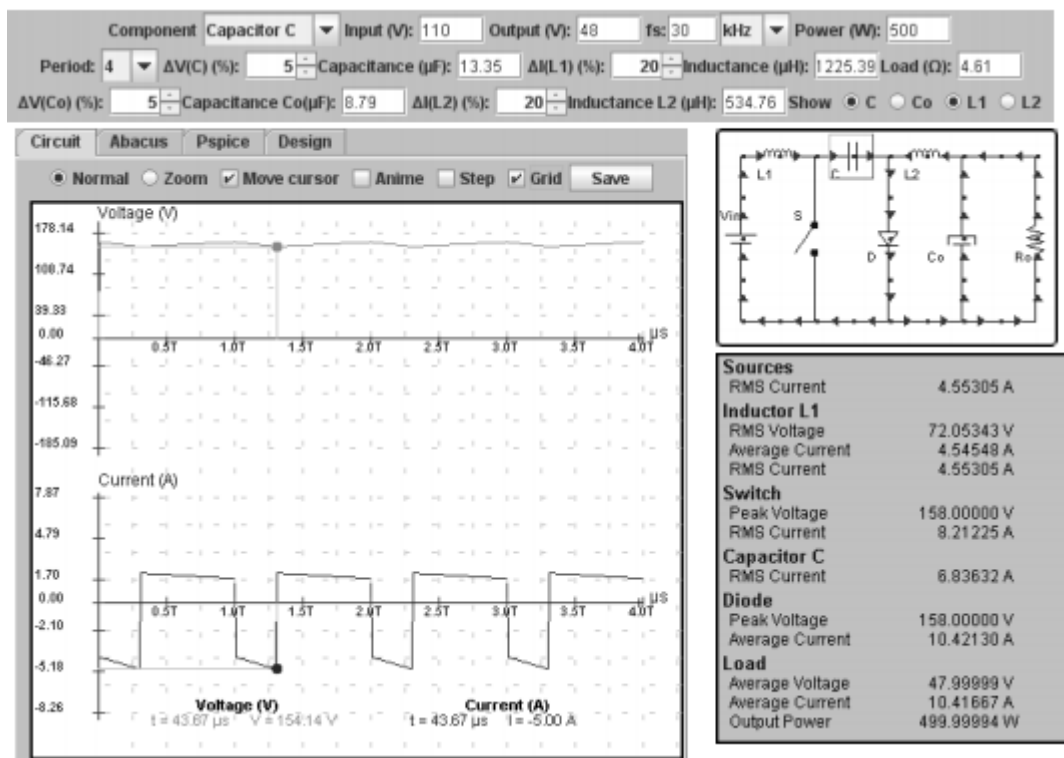 Component Capacitor C Input (V): 110 Output (V): 48 fs: 30 kHz Power (W): 500
Period: 4 ΔV(C) (%): 5 Capacitance (μF): 13.35 ΔI(L1) (%): 20 Inductance (μH): 1225.39 Load (Ω): 4.61
ΔV(Co) (%): 5 Capacitance Co(μF): 8.79 ΔI(L2) (%): 20 Inductance L2 (μH): 534.76 Show C Co L1 L2
Circuit Abacus Pspice Design
Normal Zoom Move cursor Anime Step Grid Save
Voltage (V)
178.14
108.74
39.33
0.00
0.5T 1.0T 1.5T 2.0T 2.5T 3.0T 3.5T 4.0T μs
-46.27
-115.68
-185.09
Current (A)
7.87
4.79
1.70
0.00
0.5T 1.0T 1.5T 2.0T 2.5T 3.0T 3.5T 4.0T μs
-2.10
-5.18
-8.26
Voltage (V) Current (A)
t = 43.67 μs V = 154.14 V t = 43.67 μs I = -5.00 A
L1 C L2
Vin S D Co Ro
Sources
RMS Current 4.55305 A
Inductor L1
RMS Voltage 72.05343 V
Average Current 4.54548 A
RMS Current 4.55305 A
Switch
Peak Voltage 158.00000 V
RMS Current 8.21225 A
Capacitor C
RMS Current 6.83632 A
Diode
Peak Voltage 158.00000 V
Average Current 10.42130 A
Load
Average Voltage 47.99999 V
Average Current 10.41667 A
Output Power 499.99994 W